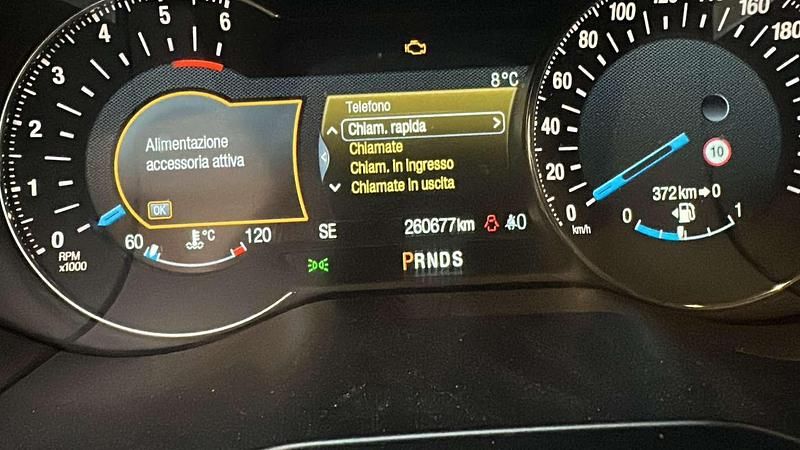 0
1
2
3
4
5
6
RPM
x1000
Alimentazione
accessoria attiva
OK
60
°C
120
8°C
Telefono
Chiam. rapida
Chiamate
Chiam. in ingresso
Chiamate in uscita
SE
260677km
0
PRNDS
0
20
40
60
80
100
120
160
180
km/h
10
372km→0
0
1